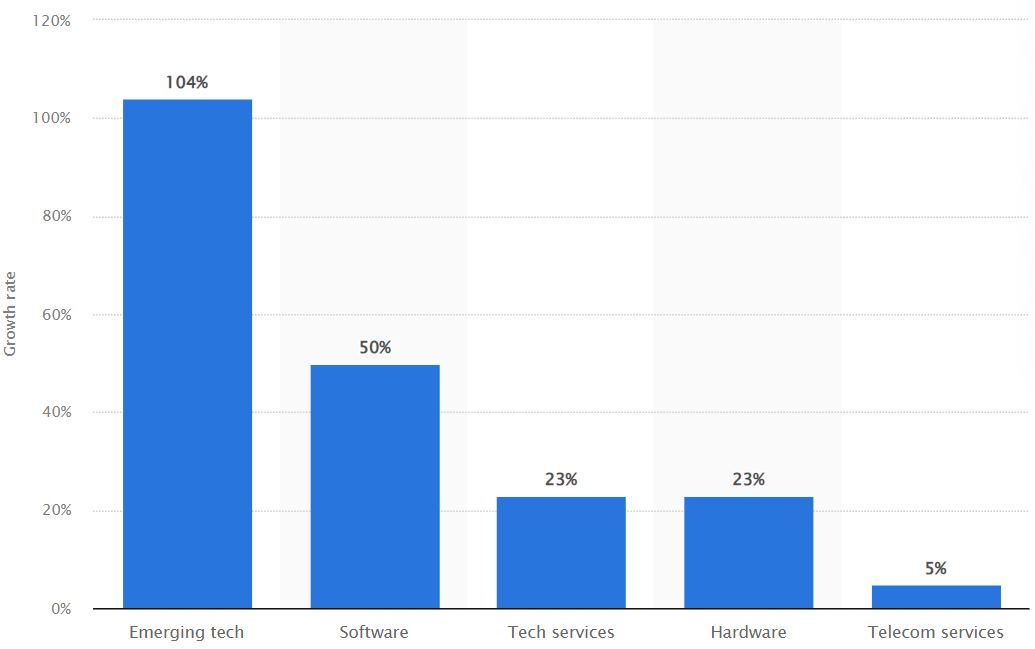 120%
104%
100%
80%
60%
50%
40%
23%
23%
20%
5%
0%
Growth rate
Emerging tech
Software
Tech services
Hardware
Telecom services